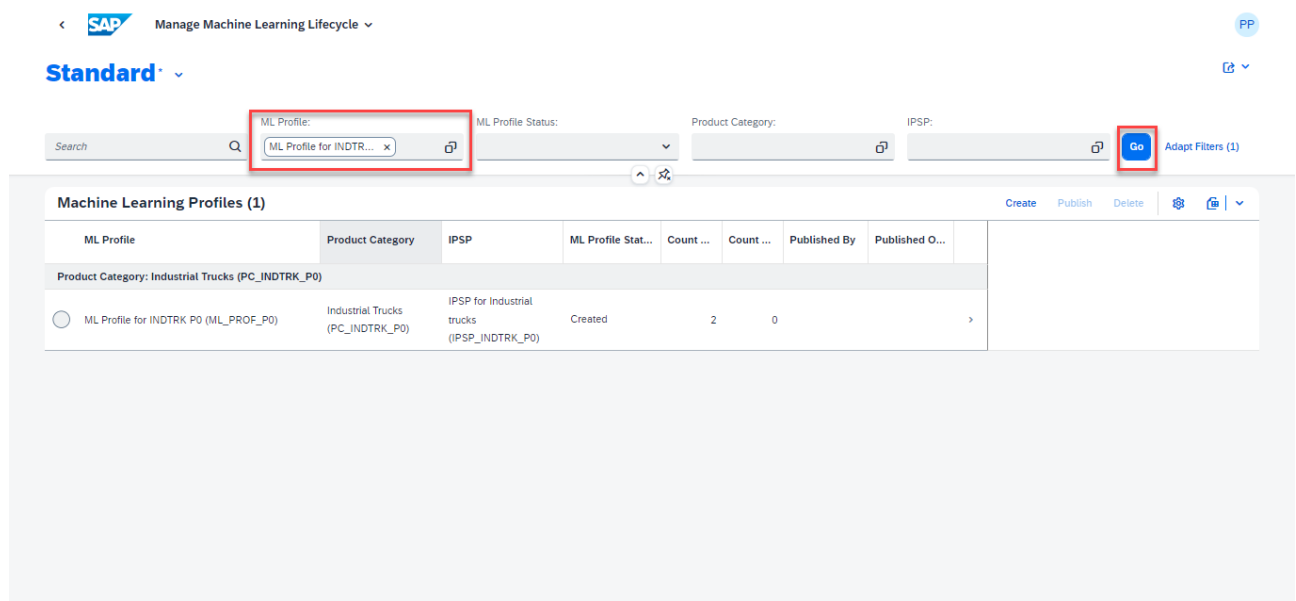 SAP Manage Machine Learning Lifecycle
PP
Standard*
ML Profile: ML Profile Status: Product Category: IPSP:
Search ML Profile for INDTR... × Go Adapt Filters (1)
Machine Learning Profiles (1) Create Publish Delete
ML Profile Product Category IPSP ML Profile Stat... Count ... Count ... Published By Published O...
Product Category: Industrial Trucks (PC_INDTRK_P0)
ML Profile for INDTRK P0 (ML_PROF_P0)
Industrial Trucks
(PC_INDTRK_P0)
IPSP for Industrial
trucks
(IPSP_INDTRK_P0)
Created 2 0